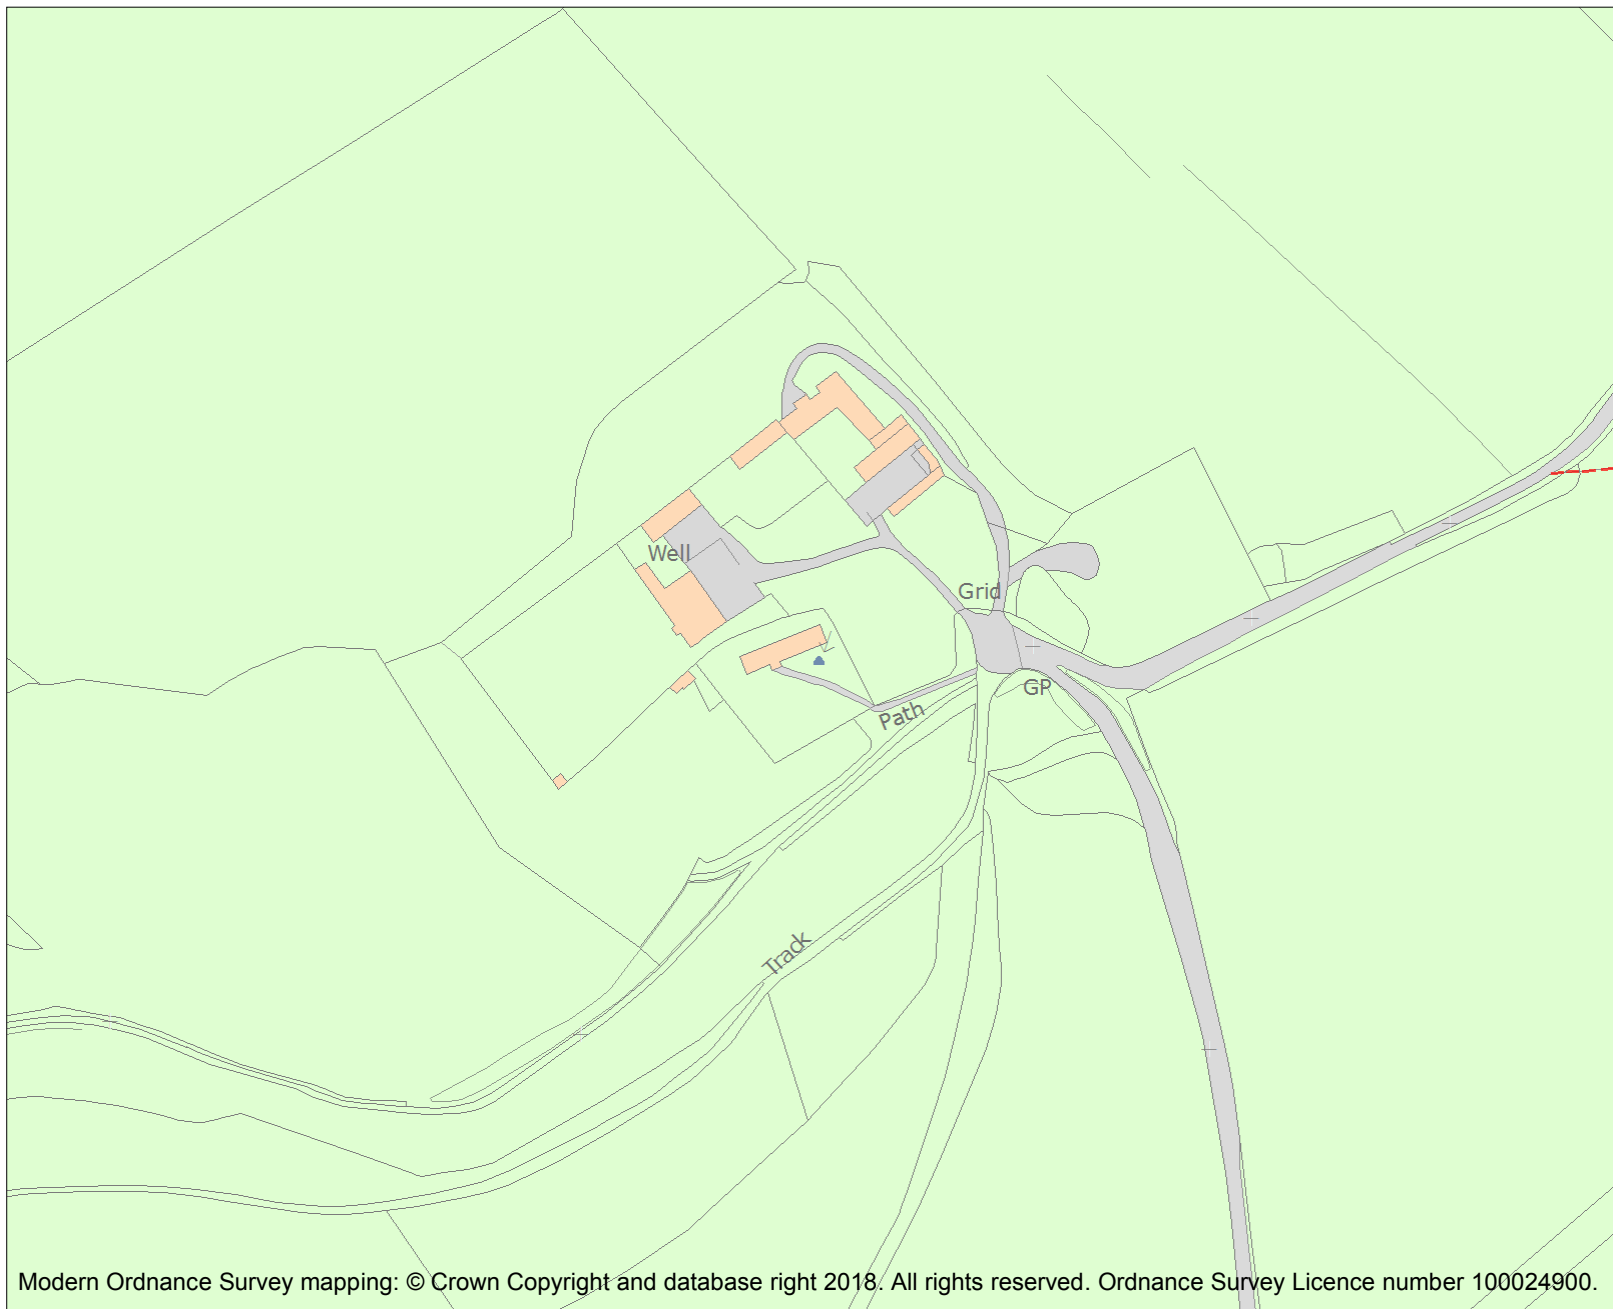 Well
Grid
GP
Path
Track
Modern Ordnance Survey mapping: © Crown Copyright and database right 2018. All rights reserved. Ordnance Survey Licence number 100024900.